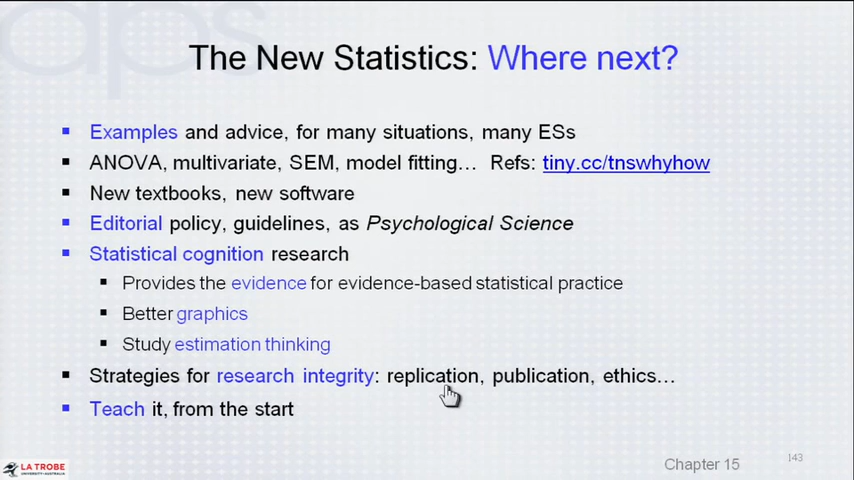 aps
The New Statistics: Where next?
Examples and advice, for many situations, many ESs
ANOVA, multivariate, SEM, model fitting… Refs: tiny.cc/tnswhyhow
New textbooks, new software
Editorial policy, guidelines, as Psychological Science
Statistical cognition research
Provides the evidence for evidence-based statistical practice
Better graphics
Study estimation thinking
Strategies for research integrity: replication, publication, ethics…
Teach it, from the start
LA TROBE
UNIVERSITY AUSTRALIA
Chapter 15
143